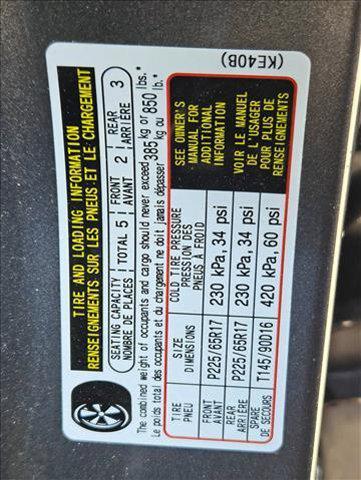 (KE40B)
TIRE AND LOADING INFORMATION
RENSEIGNEMENTS SUR LES PNEUS ET LE CHARGEMENT
SEATING CAPACITY | TOTAL 5 | FRONT 2 | REAR 3
NOMBRE DE PLACES | AVANT | ARRIÈRE
The combined weight of occupants and cargo should never exceed 385 kg or 850 lbs.
Le poids total des occupants et du chargement ne doit jamais dépasser kg ou lb.
TIRE SIZE COLD TIRE PRESSURE
PNEU DIMENSIONS PRESSION DES PNEUS À FROID
FRONT AVANT P225/65R17 230 kPa, 34 psi
REAR ARRIÈRE P225/65R17 230 kPa, 34 psi
SPARE DE SECOURS T145/90D16 420 kPa, 60 psi
SEE OWNER'S
MANUAL FOR
ADDITIONAL
INFORMATION
VOIR LE MANUEL
DE L'USAGER
POUR PLUS DE
RENSEIGNEMENTS